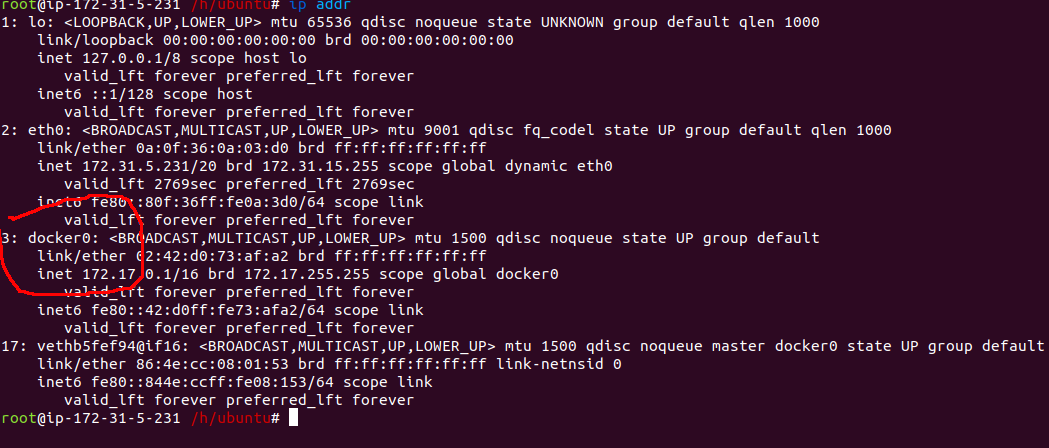 root@ip-172-31-5-231 /h/ubuntu# ip addr
1: lo: <LOOPBACK,UP,LOWER_UP> mtu 65536 qdisc noqueue state UNKNOWN group default qlen 1000
    link/loopback 00:00:00:00:00:00 brd 00:00:00:00:00:00
    inet 127.0.0.1/8 scope host lo
       valid_lft forever preferred_lft forever
    inet6 ::1/128 scope host
       valid_lft forever preferred_lft forever
2: eth0: <BROADCAST,MULTICAST,UP,LOWER_UP> mtu 9001 qdisc fq_codel state UP group default qlen 1000
    link/ether 0a:0f:36:0a:03:d0 brd ff:ff:ff:ff:ff:ff
    inet 172.31.5.231/20 brd 172.31.15.255 scope global dynamic eth0
       valid_lft 2769sec preferred_lft 2769sec
    inet6 fe80::80f:36ff:fe0a:3d0/64 scope link
       valid_lft forever preferred_lft forever
3: docker0: <BROADCAST,MULTICAST,UP,LOWER_UP> mtu 1500 qdisc noqueue state UP group default
    link/ether 02:42:d0:73:af:a2 brd ff:ff:ff:ff:ff:ff
    inet 172.17.0.1/16 brd 172.17.255.255 scope global docker0
       valid_lft forever preferred_lft forever
    inet6 fe80::42:d0ff:fe73:afa2/64 scope link
       valid_lft forever preferred_lft forever
17: vethb5fef94@if16: <BROADCAST,MULTICAST,UP,LOWER_UP> mtu 1500 qdisc noqueue master docker0 state UP group default
    link/ether 86:4e:cc:08:01:53 brd ff:ff:ff:ff:ff:ff link-netnsid 0
    inet6 fe80::844e:ccff:fe08:153/64 scope link
       valid_lft forever preferred_lft forever
root@ip-172-31-5-231 /h/ubuntu#